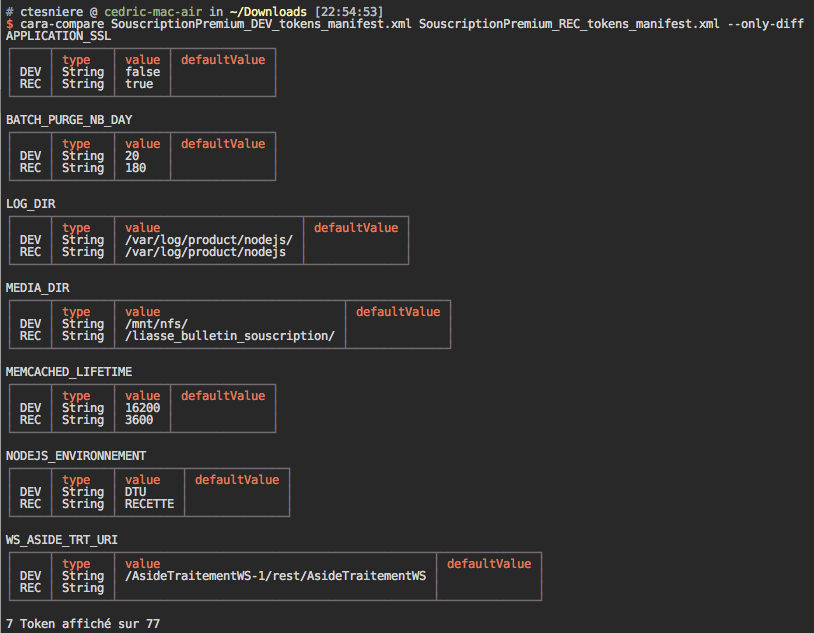 # ctesniere @ cedric-mac-air in ~/Downloads [22:54:53]
$ cara-compare SouscriptionPremium_DEV_tokens_manifest.xml SouscriptionPremium_REC_tokens_manifest.xml --only-diff
APPLICATION_SSL
type value defaultValue
DEV String false
REC String true
BATCH_PURGE_NB_DAY
type value defaultValue
DEV String 20
REC String 180
LOG_DIR
type value defaultValue
DEV String /var/log/product/nodejs/
REC String /var/log/product/nodejs
MEDIA_DIR
type value defaultValue
DEV String /mnt/nfs/
REC String /liasse_bulletin_souscription/
MEMCACHED_LIFETIME
type value defaultValue
DEV String 16200
REC String 3600
NODEJS_ENVIRONNEMENT
type value defaultValue
DEV String DTU
REC String RECETTE
WS_ASIDE_TRT_URI
type value defaultValue
DEV String /AsideTraitementWS-1/rest/AsideTraitementWS
REC String
7 Token affiché sur 77